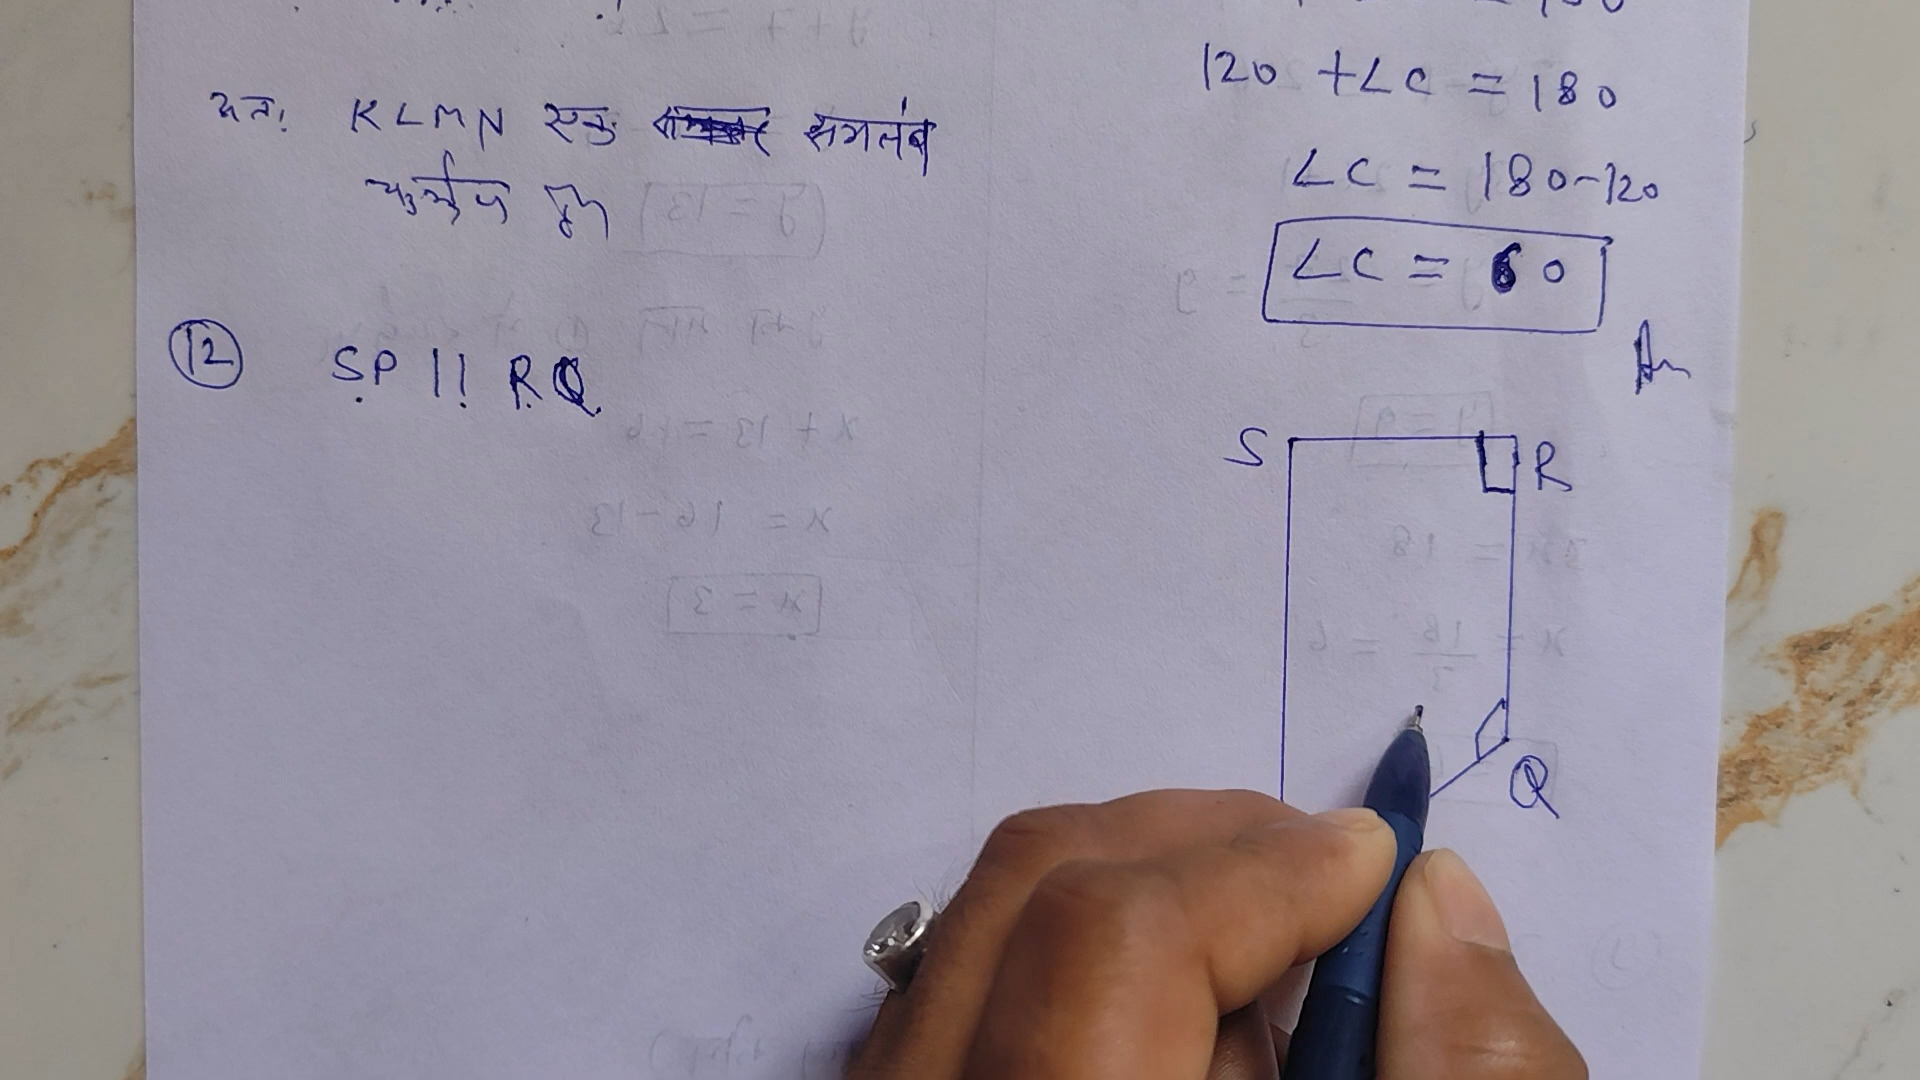 अतः KLMN एक समलंब
चतुर्भुज है
120 + ∠C = 180
∠C = 180-120
∠C = 60
Ans
12 SP || RQ
S
R
Q